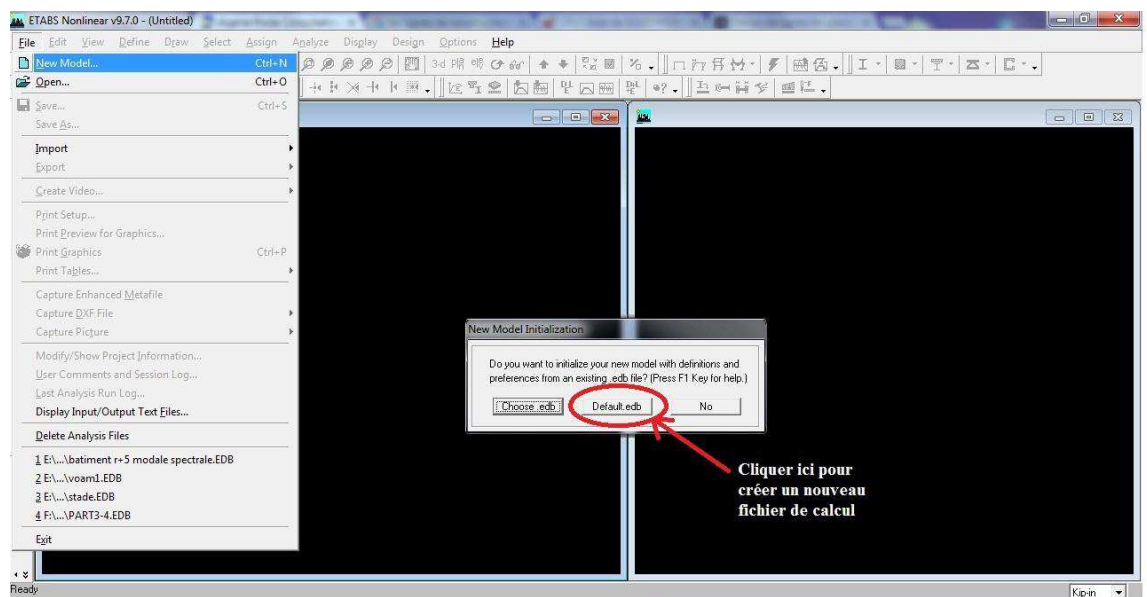 ETABS Nonlinear v9.7.0 - (Untitled)
File Edit View Define Draw Select Assign Analyze Display Design Options Help
New Model... Ctrl+N
Open... Ctrl+O
Save... Ctrl+S
Save As...
Import
Export
Create Video...
Print Setup...
Print Preview for Graphics...
Print Graphics Ctrl+P
Print Tables...
Capture Enhanced Metafile
Capture DXF File
Capture Picture
Modify/Show Project Information...
User Comments and Session Log...
Last Analysis Run Log...
Display Input/Output Text Files...
Delete Analysis Files
1 E:\...\batiment r+5 modale spectrale.EDB
2 E:\...\voam1.EDB
3 E:\...\stade.EDB
4 F:\...\PART3-4.EDB
Exit
3-d
New Model Initialization
Do you want to initialize your new model with definitions and
preferences from an existing .edb file? (Press F1 Key for help.)
Choose .edb Default.edb No
Cliquer ici pour
créer un nouveau
fichier de calcul
Ready
Kip-in